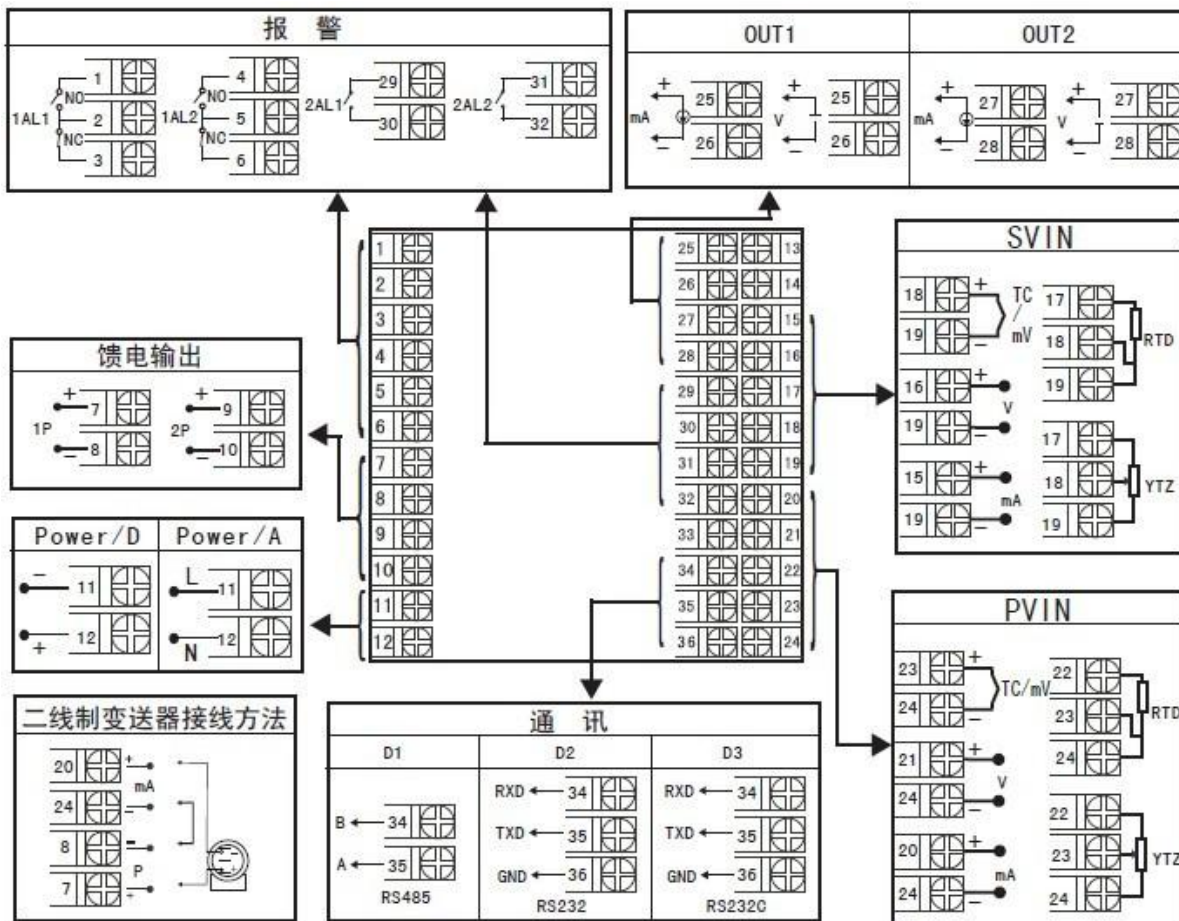 报 警
1AL1 NO NC 1 2 3
1AL2 NO NC 4 5 6
2AL1 29 30
2AL2 31 32
OUT1 OUT2
mA + − 25 26
V + − 25 26
mA + − 27 28
V + − 27 28
1
2
3
4
5
6
7
8
9
10
11
12
25 13
26 14
27 15
28 16
29 17
30 18
31 19
32 20
33 21
34 22
35 23
36 24
馈电输出
1P + − 7 8
2P + − 9 10
Power/D Power/A
− 11
+ 12
L 11
N 12
二线制变送器接线方法
20 +
mA
24 −
8 −
P
7 +
通 讯
D1 D2 D3
B 34
A 35
RS485
RXD 34
TXD 35
GND 36
RS232
RXD 34
TXD 35
GND 36
RS232C
SVIN
18 +
TC / mV
19 −
17
18 RTD
19
16 +
V
19 −
15 +
mA
19 −
17
18 YTZ
19
PVIN
23 +
TC/mV
24 −
22
23 RTD
24
21 +
V
24 −
20 +
mA
24 −
22
23 YTZ
24